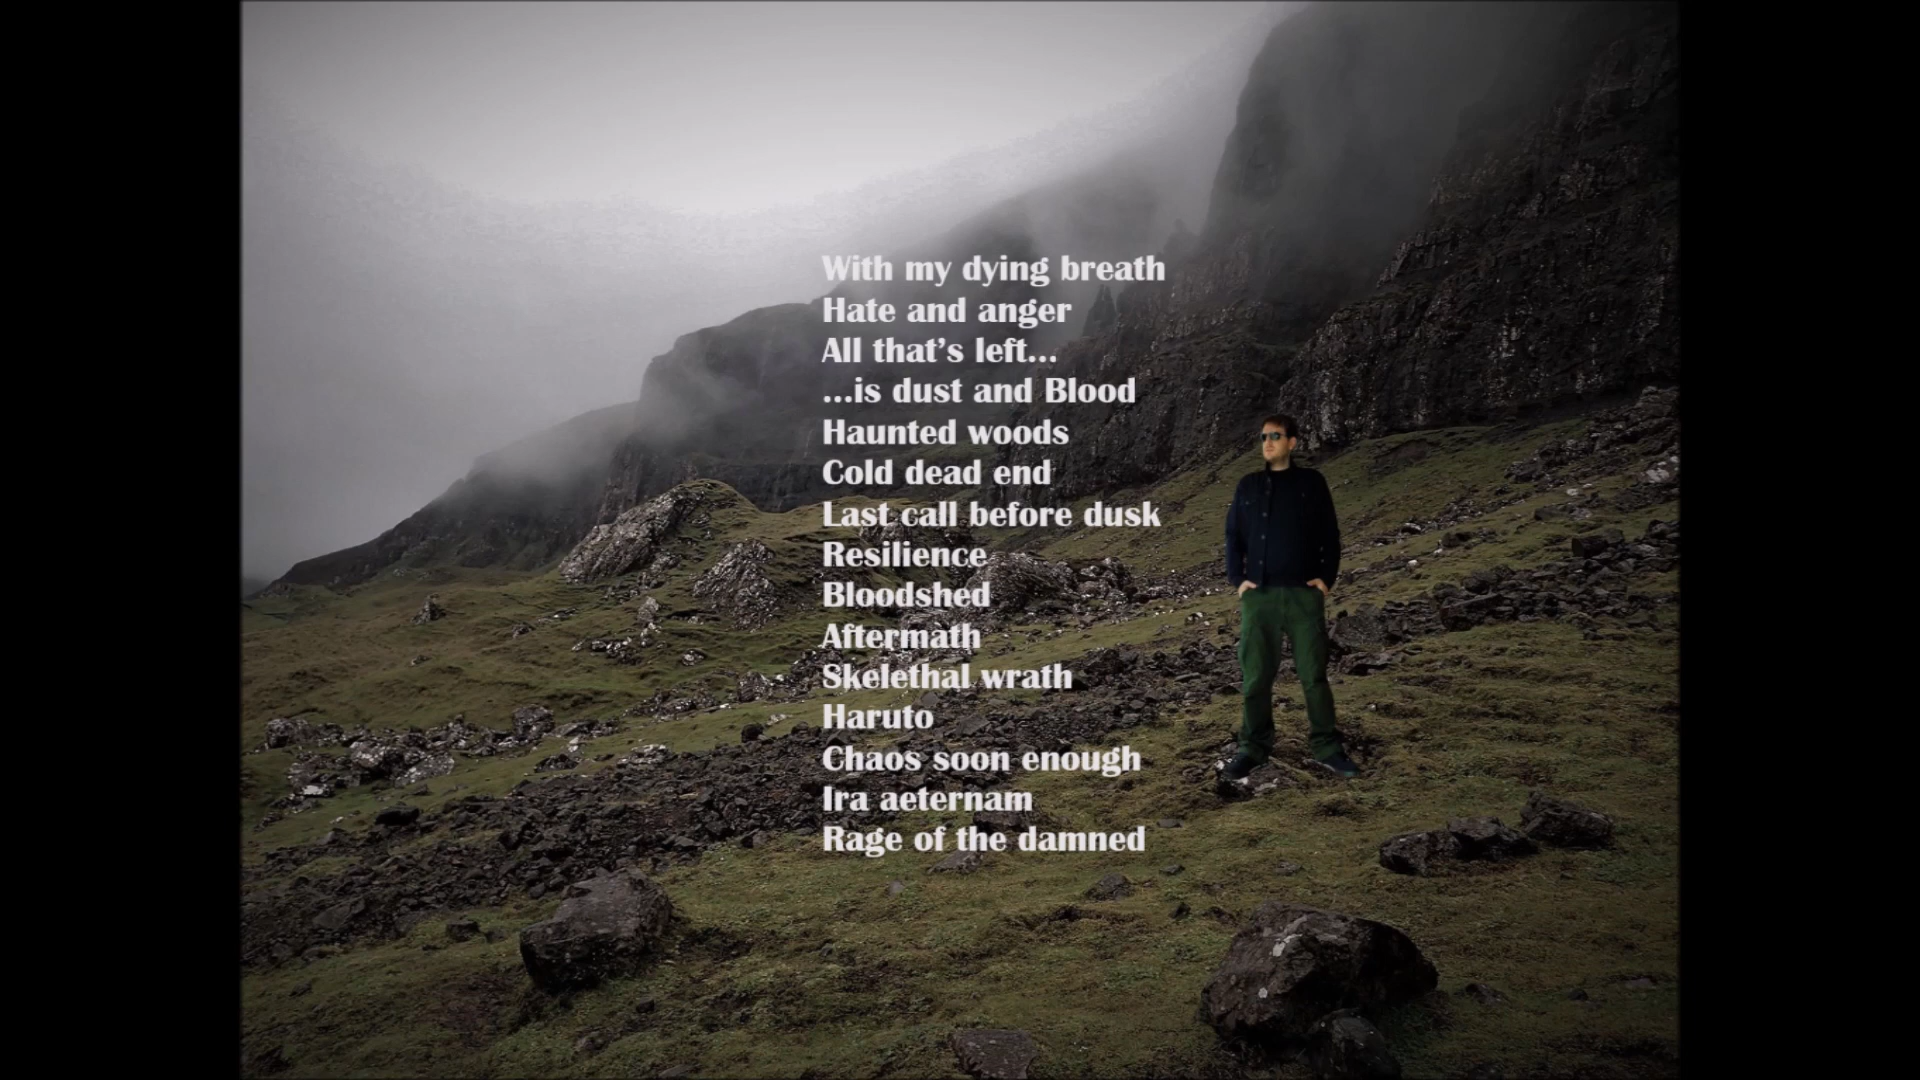 With my dying breath
Hate and anger
All that’s left...
...is dust and Blood
Haunted woods
Cold dead end
Last call before dusk
Resilience
Bloodshed
Aftermath
Skelethal wrath
Haruto
Chaos soon enough
Ira aeternam
Rage of the damned